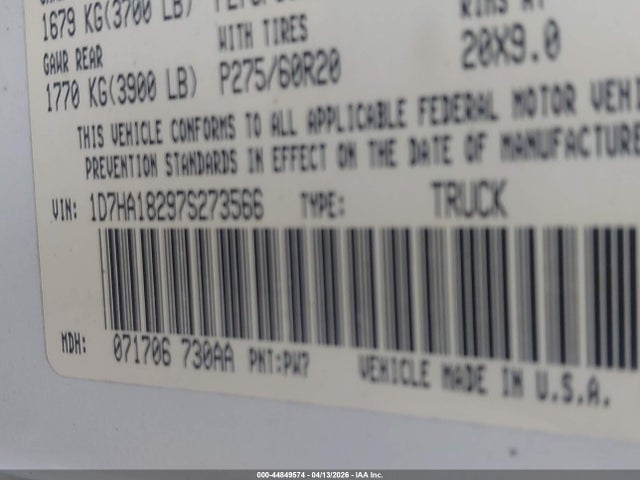 1679 KG(3700 LB)
WITH TIRES
RIMS AT
GAWR REAR
1770 KG(3900 LB) P275/60R20
20X9.0
THIS VEHICLE CONFORMS TO ALL APPLICABLE FEDERAL MOTOR VEHI
PREVENTION STANDARDS IN EFFECT ON THE DATE OF MANUFACTURE
VIN: 1D7HA18297S273566 TYPE: TRUCK
MDH: 071706 730AA PNT:PW7 VEHICLE MADE IN U.S.A.
000-44849574 - 04/13/2026 - IAA Inc.